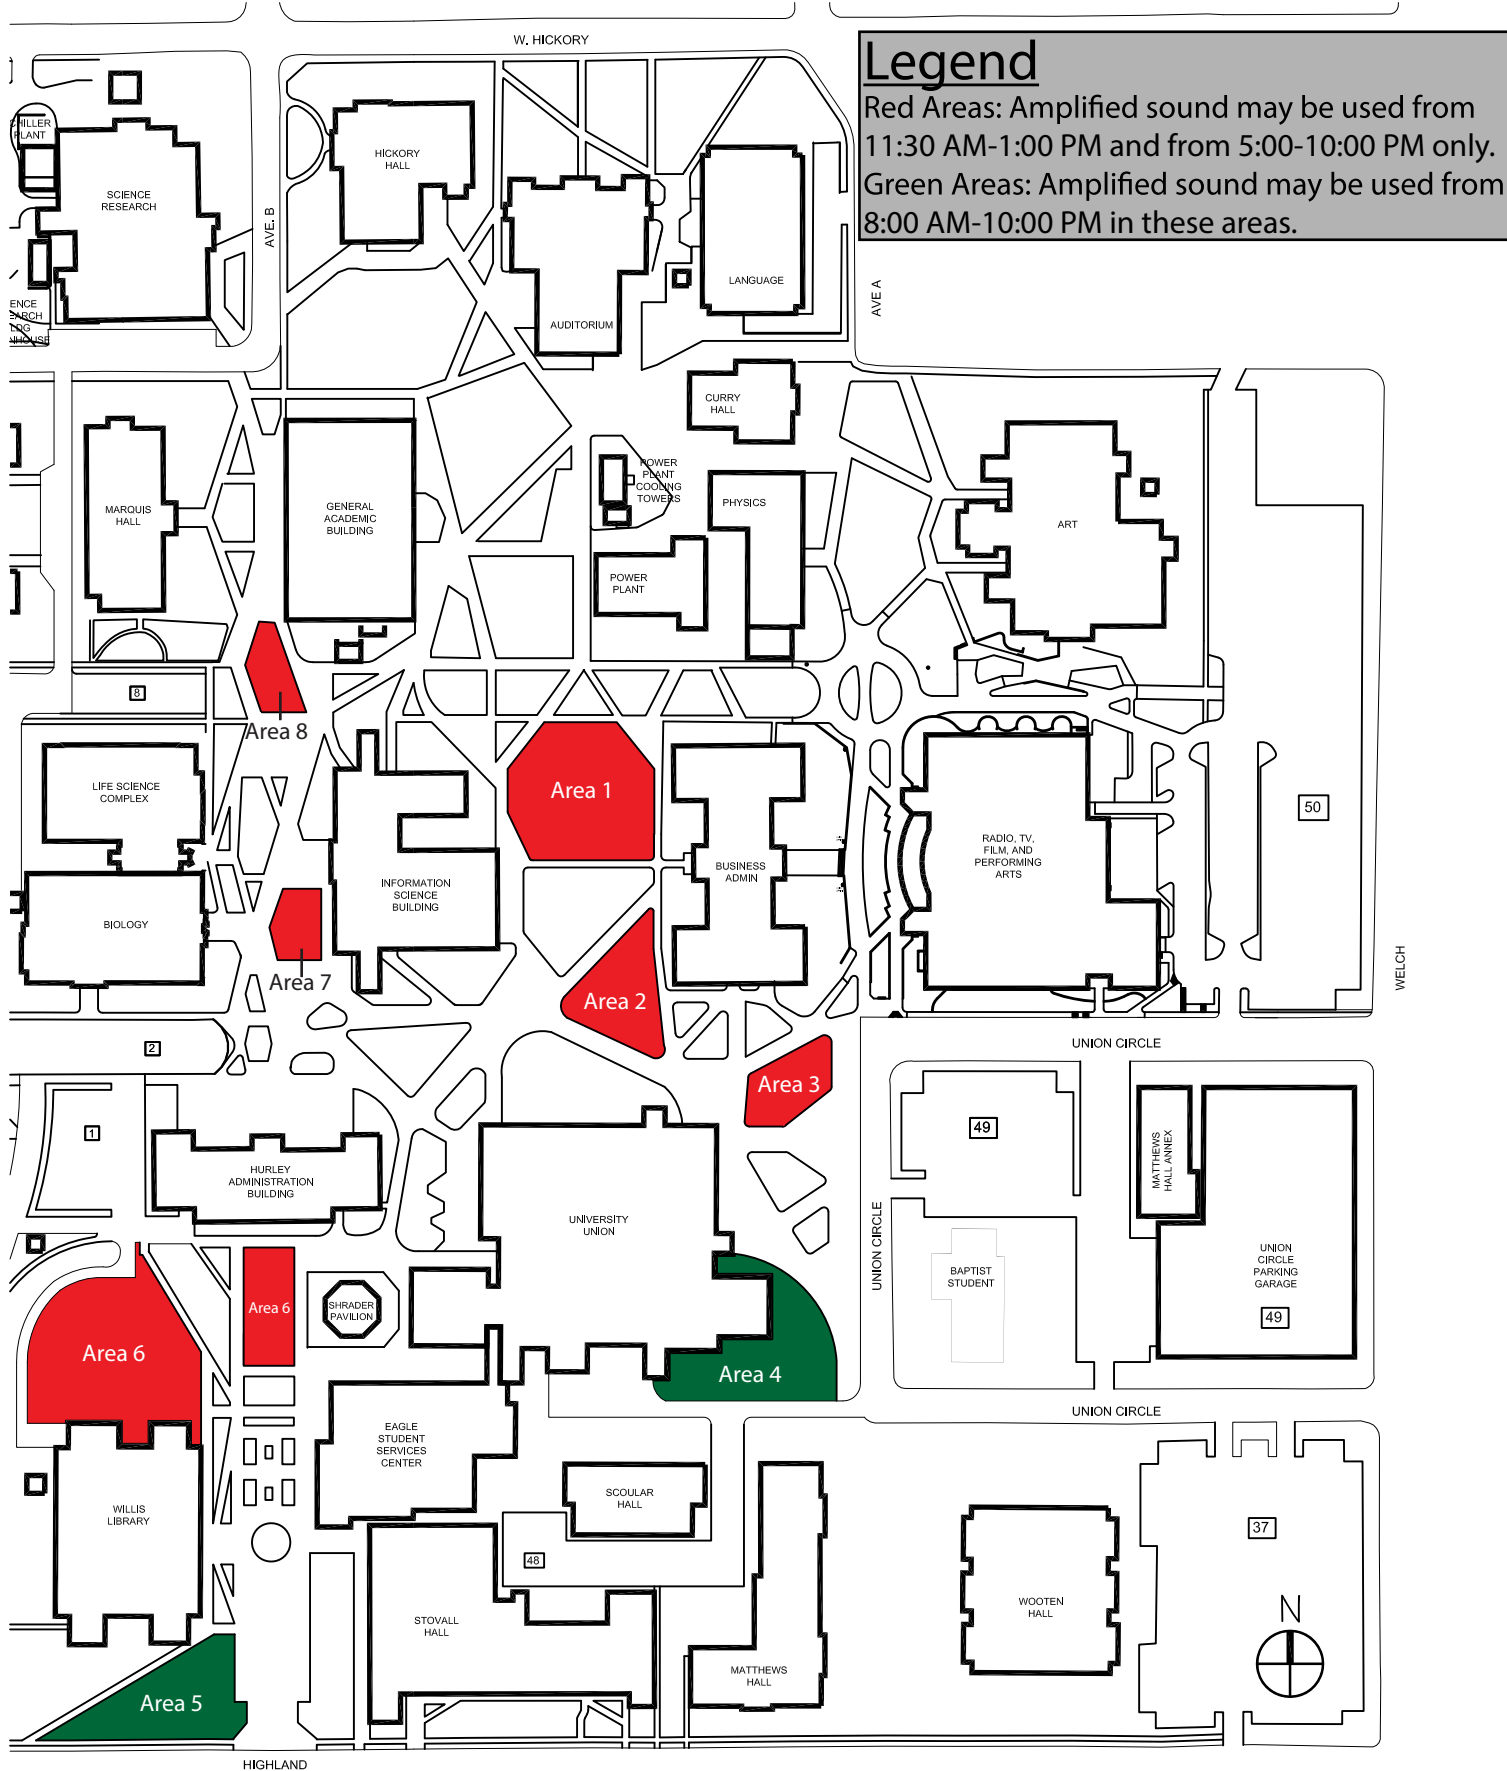 W. HICKORY
Legend
Red Areas: Amplified sound may be used from
11:30 AM-1:00 PM and from 5:00-10:00 PM only.
Green Areas: Amplified sound may be used from
8:00 AM-10:00 PM in these areas.
CHILLER
PLANT
SCIENCE
RESEARCH
AVE. B
HICKORY
HALL
AUDITORIUM
LANGUAGE
AVE A
ENCE
EARCH
LDG
NHOUSE
CURRY
HALL
MARQUIS
HALL
GENERAL
ACADEMIC
BUILDING
POWER
PLANT
COOLING
TOWERS
PHYSICS
ART
POWER
PLANT
8
Area 8
LIFE SCIENCE
COMPLEX
Area 1
50
RADIO, TV,
FILM, AND
PERFORMING
ARTS
BUSINESS
ADMIN
INFORMATION
SCIENCE
BUILDING
BIOLOGY
Area 7
Area 2
WELCH
2
UNION CIRCLE
Area 3
1
49
MATTHEWS
HALL ANNEX
HURLEY
ADMINISTRATION
BUILDING
UNIVERSITY
UNION
UNION CIRCLE
BAPTIST
STUDENT
UNION
CIRCLE
PARKING
GARAGE
49
Area 6
SHRADER
PAVILION
Area 6
Area 4
UNION CIRCLE
EAGLE
STUDENT
SERVICES
CENTER
SCOULAR
HALL
WILLIS
LIBRARY
37
48
WOOTEN
HALL
N
STOVALL
HALL
MATTHEWS
HALL
Area 5
HIGHLAND